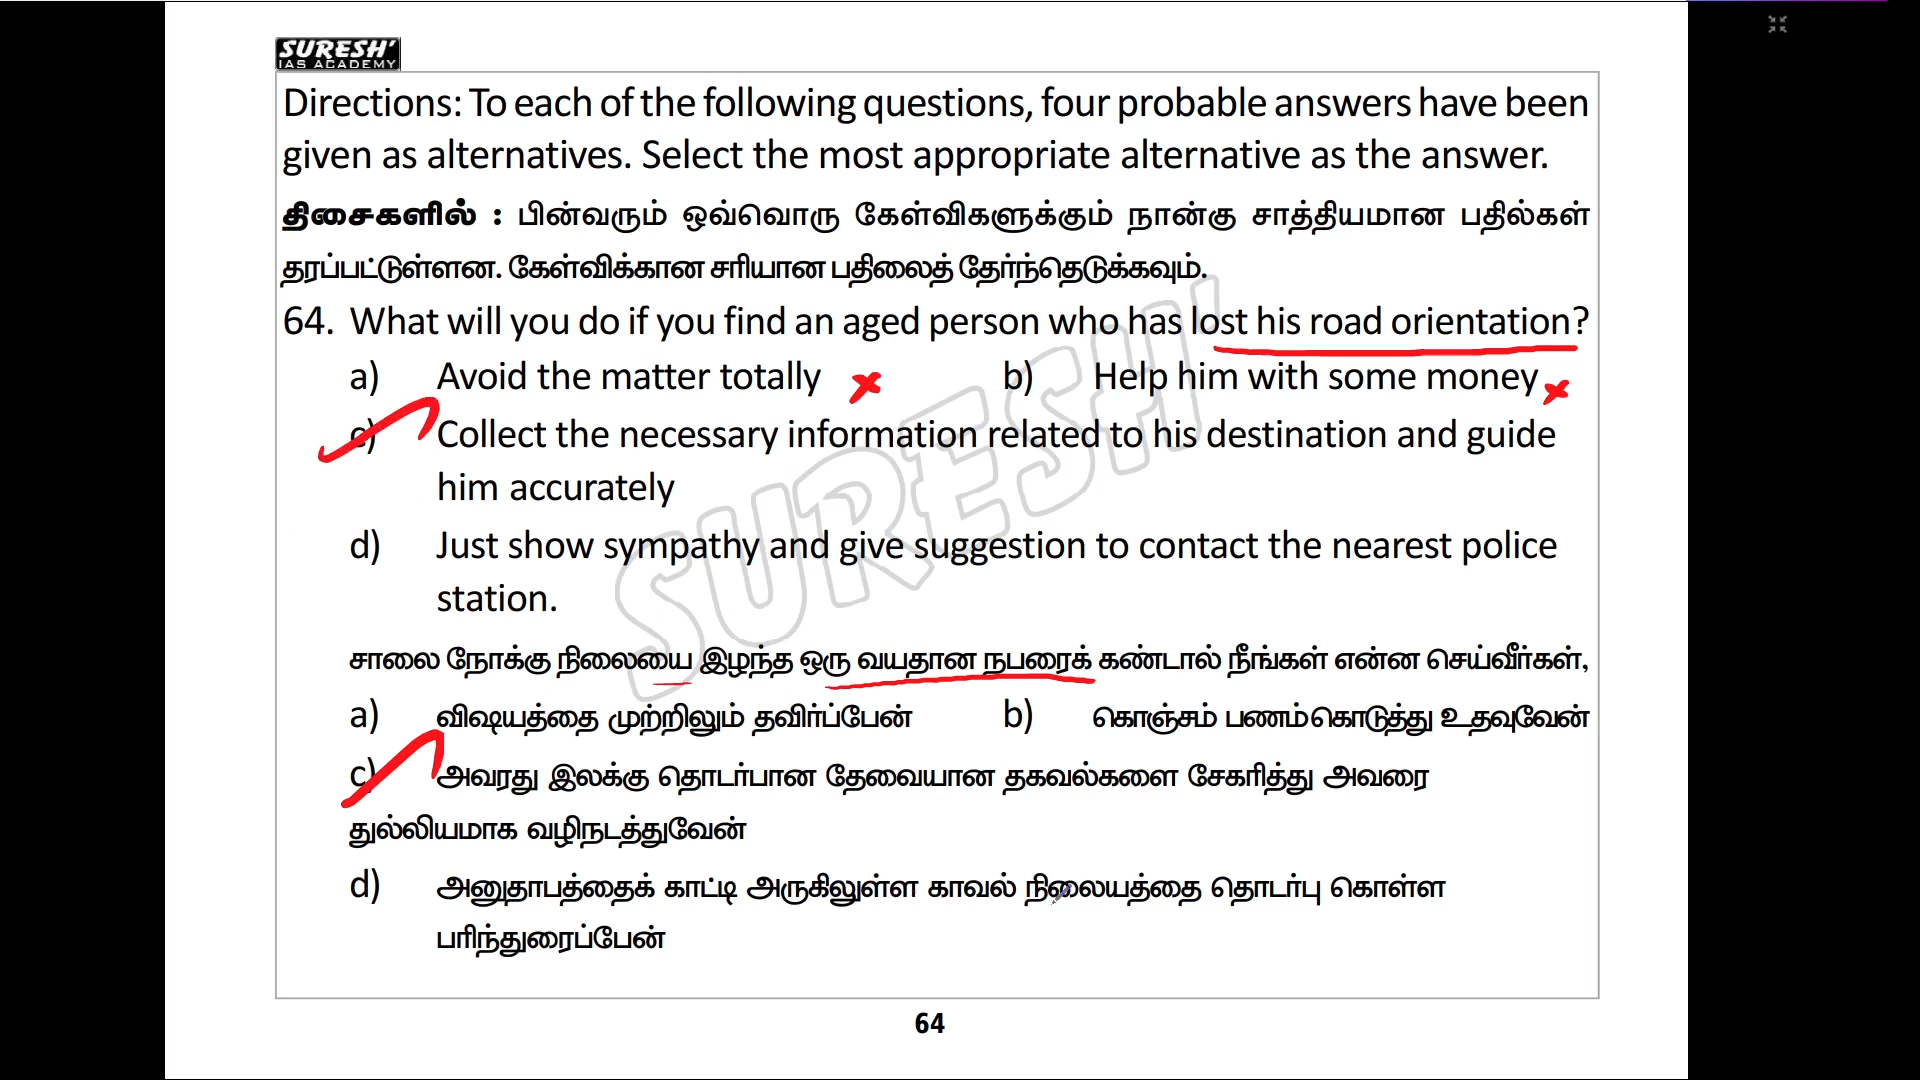 SURESH'
IAS ACADEMY
Directions: To each of the following questions, four probable answers have been
given as alternatives. Select the most appropriate alternative as the answer.
திசைகளில் : பின்வரும் ஒவ்வொரு கேள்விகளுக்கும் நான்கு சாத்தியமான பதில்கள்
தரப்பட்டுள்ளன. கேள்விக்கான சரியான பதிலைத் தேர்ந்தெடுக்கவும்.
64. What will you do if you find an aged person who has lost his road orientation?
a) Avoid the matter totally b) Help him with some money
c) Collect the necessary information related to his destination and guide
him accurately
d) Just show sympathy and give suggestion to contact the nearest police
station.
சாலை நோக்கு நிலையை இழந்த ஒரு வயதான நபரைக் கண்டால் நீங்கள் என்ன செய்வீர்கள்,
a) விஷயத்தை முற்றிலும் தவிர்ப்பேன் b) கொஞ்சம் பணம் கொடுத்து உதவுவேன்
c) அவரது இலக்கு தொடர்பான தேவையான தகவல்களை சேகரித்து அவரை
துல்லியமாக வழிநடத்துவேன்
d) அனுதாபத்தைக் காட்டி அருகிலுள்ள காவல் நிலையத்தை தொடர்பு கொள்ள
பரிந்துரைப்பேன்
SURESH'
64